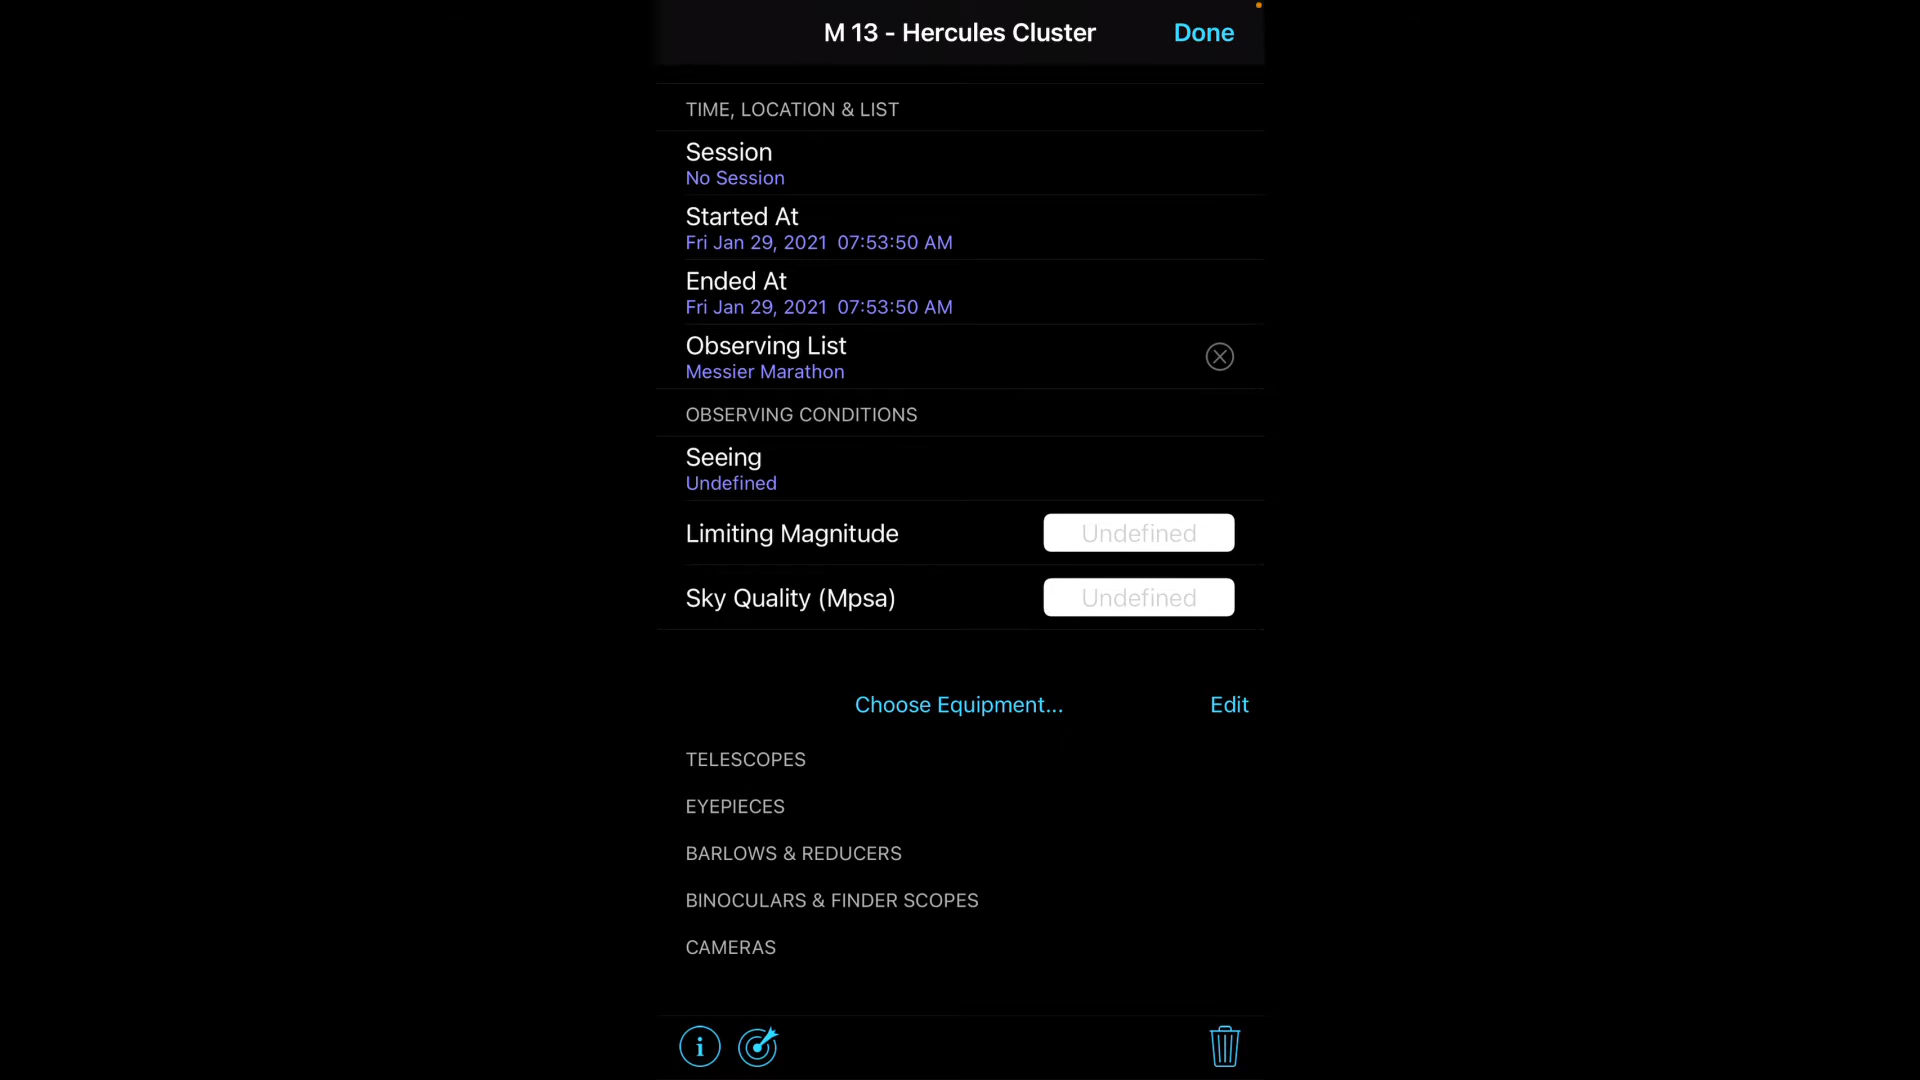 M 13 - Hercules Cluster
Done
TIME, LOCATION & LIST
Session
No Session
Started At
Fri Jan 29, 2021  07:53:50 AM
Ended At
Fri Jan 29, 2021  07:53:50 AM
Observing List
Messier Marathon
OBSERVING CONDITIONS
Seeing
Undefined
Limiting Magnitude
Undefined
Sky Quality (Mpsa)
Undefined
Choose Equipment...
Edit
TELESCOPES
EYEPIECES
BARLOWS & REDUCERS
BINOCULARS & FINDER SCOPES
CAMERAS
i